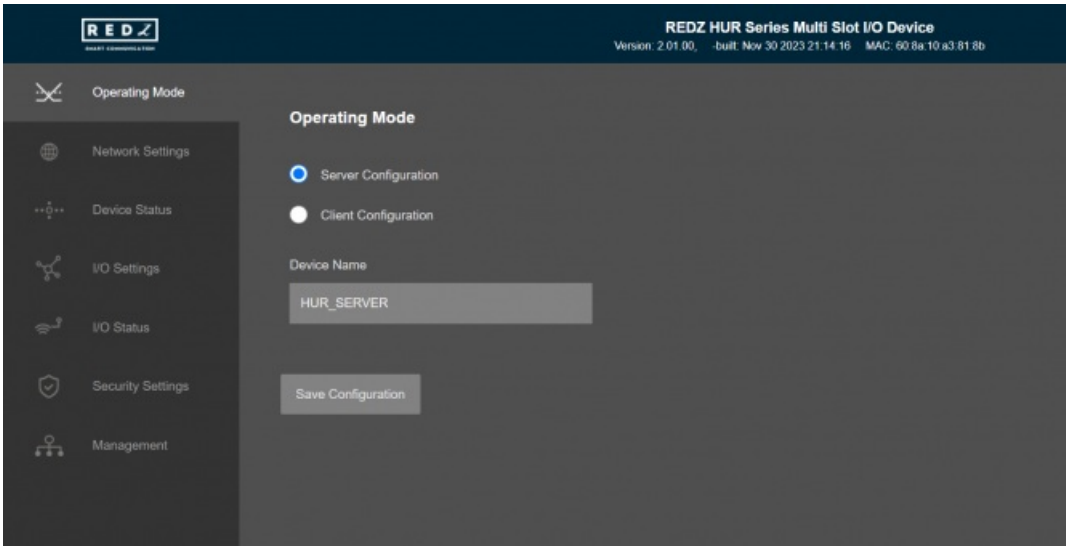 REDZ
SMART COMMUNICATION
REDZ HUR Series Multi Slot I/O Device
Version: 2.01.00, -built: Nov 30 2023 21:14:16 MAC: 60:8a:10:a3:81:8b
Operating Mode
Network Settings
Device Status
I/O Settings
I/O Status
Security Settings
Management
Operating Mode
Server Configuration
Client Configuration
Device Name
HUR_SERVER
Save Configuration